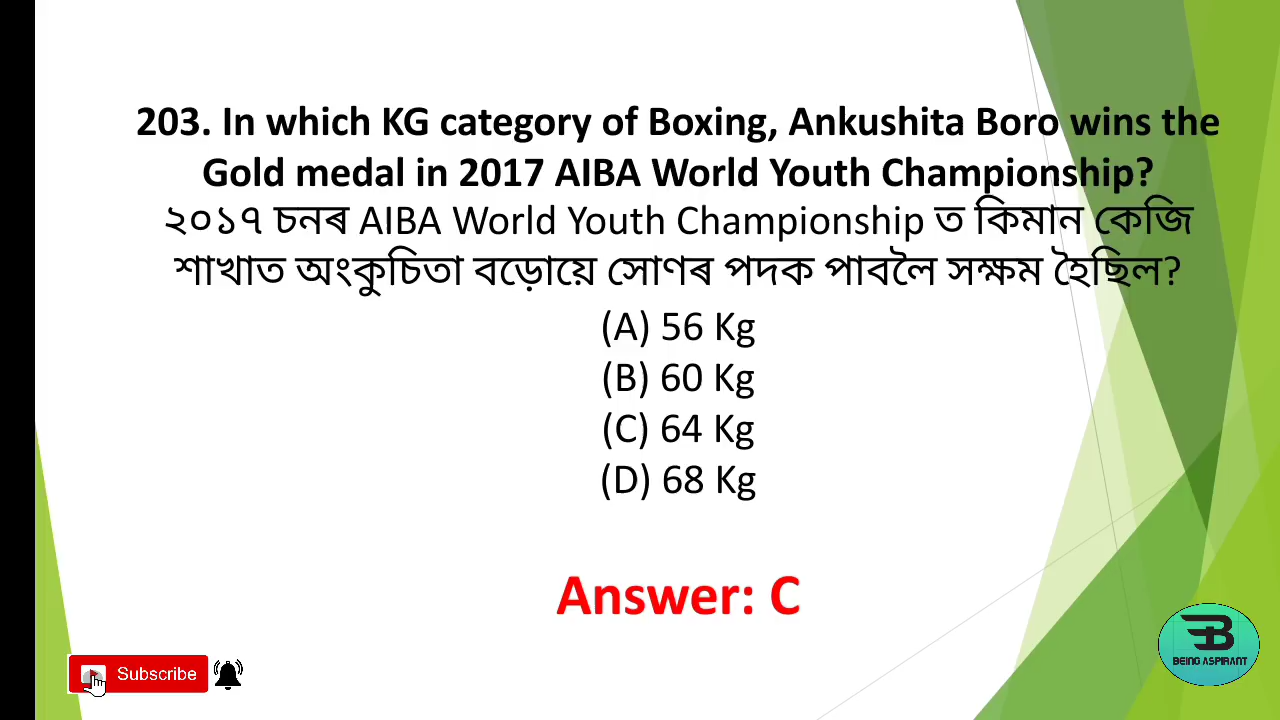 203. In which KG category of Boxing, Ankushita Boro wins the
Gold medal in 2017 AIBA World Youth Championship?
২০১৭ চনৰ AIBA World Youth Championship ত কিমান কেজি
শাখাত অংকুচিতা বড়োয়ে সোণৰ পদক পাবলৈ সক্ষম হৈছিল?
(A) 56 Kg
(B) 60 Kg
(C) 64 Kg
(D) 68 Kg
Answer: C
Subscribe
BEING ASPIRANT